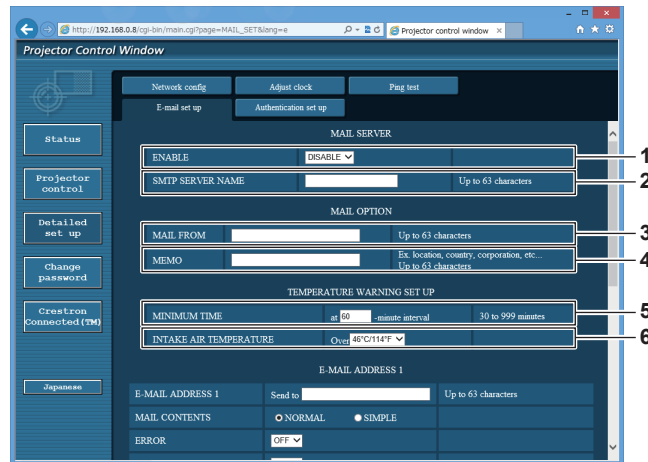 http://192.168.0.8/cgi-bin/main.cgi?page=MAIL_SET&lang=e
Projector control window
Projector Control Window
Network config
Adjust clock
Ping test
E-mail set up
Authentication set up
Status
Projector control
Detailed set up
Change password
Crestron Connected(TM)
Japanese
MAIL SERVER
ENABLE DISABLE 1
SMTP SERVER NAME Up to 63 characters 2
MAIL OPTION
MAIL FROM Up to 63 characters 3
MEMO Ex. location, country, corporation, etc... 4
Up to 63 characters
TEMPERATURE WARNING SET UP
MINIMUM TIME at 60 -minute interval 30 to 999 minutes 5
INTAKE AIR TEMPERATURE Over 46°C/114°F 6
E-MAIL ADDRESS 1
E-MAIL ADDRESS 1 Send to Up to 63 characters
MAIL CONTENTS NORMAL SIMPLE
ERROR OFF